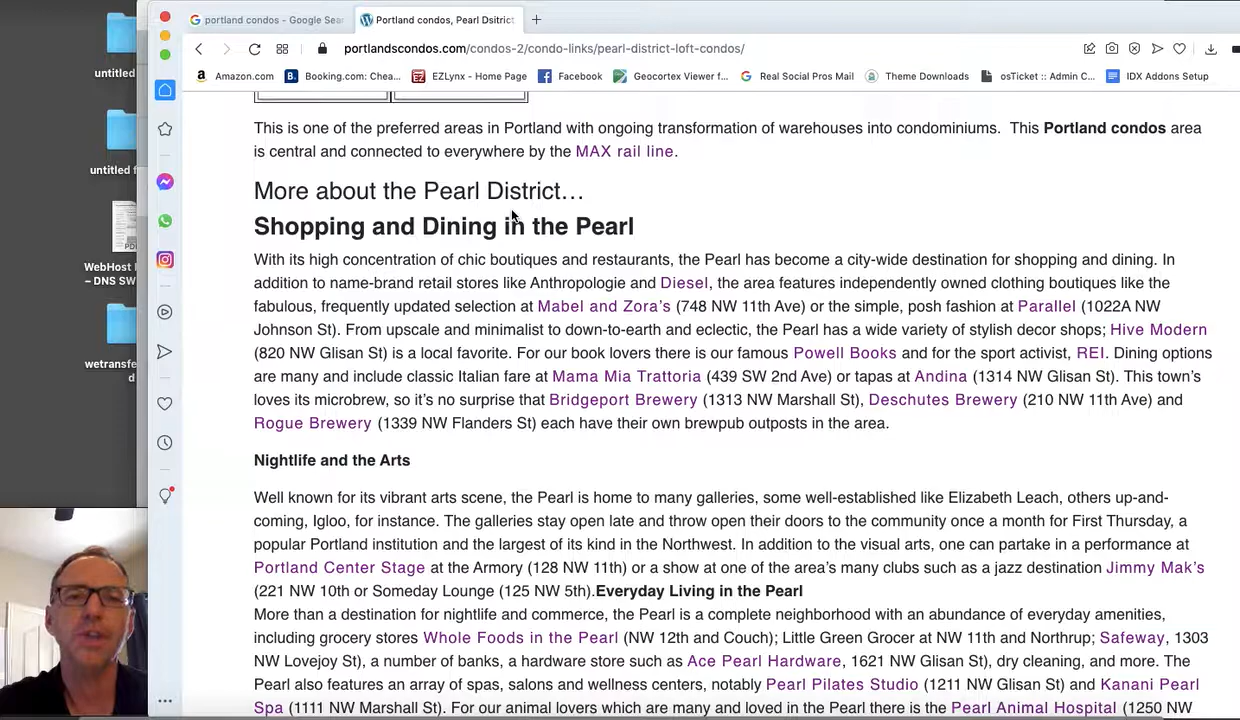 portland condos - Google Sea
Portland condos, Pearl Dsitrict
portlandscondos.com/condos-2/condo-links/pearl-district-loft-condos/
Amazon.com
Booking.com: Chea...
EZLynx - Home Page
Facebook
Geocortex Viewer f...
Real Social Pros Mail
Theme Downloads
osTicket :: Admin C...
IDX Addons Setup
untitled
untitled f
PDF
WebHost
– DNS SW
wetransfe
d
This is one of the preferred areas in Portland with ongoing transformation of warehouses into condominiums. This Portland condos area
is central and connected to everywhere by the MAX rail line.
More about the Pearl District…
Shopping and Dining in the Pearl
With its high concentration of chic boutiques and restaurants, the Pearl has become a city-wide destination for shopping and dining. In
addition to name-brand retail stores like Anthropologie and Diesel, the area features independently owned clothing boutiques like the
fabulous, frequently updated selection at Mabel and Zora’s (748 NW 11th Ave) or the simple, posh fashion at Parallel (1022A NW
Johnson St). From upscale and minimalist to down-to-earth and eclectic, the Pearl has a wide variety of stylish decor shops; Hive Modern
(820 NW Glisan St) is a local favorite. For our book lovers there is our famous Powell Books and for the sport activist, REI. Dining options
are many and include classic Italian fare at Mama Mia Trattoria (439 SW 2nd Ave) or tapas at Andina (1314 NW Glisan St). This town’s
loves its microbrew, so it’s no surprise that Bridgeport Brewery (1313 NW Marshall St), Deschutes Brewery (210 NW 11th Ave) and
Rogue Brewery (1339 NW Flanders St) each have their own brewpub outposts in the area.
Nightlife and the Arts
Well known for its vibrant arts scene, the Pearl is home to many galleries, some well-established like Elizabeth Leach, others up-and-
coming, Igloo, for instance. The galleries stay open late and throw open their doors to the community once a month for First Thursday, a
popular Portland institution and the largest of its kind in the Northwest. In addition to the visual arts, one can partake in a performance at
Portland Center Stage at the Armory (128 NW 11th) or a show at one of the area’s many clubs such as a jazz destination Jimmy Mak’s
(221 NW 10th or Someday Lounge (125 NW 5th).Everyday Living in the Pearl
More than a destination for nightlife and commerce, the Pearl is a complete neighborhood with an abundance of everyday amenities,
including grocery stores Whole Foods in the Pearl (NW 12th and Couch); Little Green Grocer at NW 11th and Northrup; Safeway, 1303
NW Lovejoy St), a number of banks, a hardware store such as Ace Pearl Hardware, 1621 NW Glisan St), dry cleaning, and more. The
Pearl also features an array of spas, salons and wellness centers, notably Pearl Pilates Studio (1211 NW Glisan St) and Kanani Pearl
Spa (1111 NW Marshall St). For our animal lovers which are many and loved in the Pearl there is the Pearl Animal Hospital (1250 NW